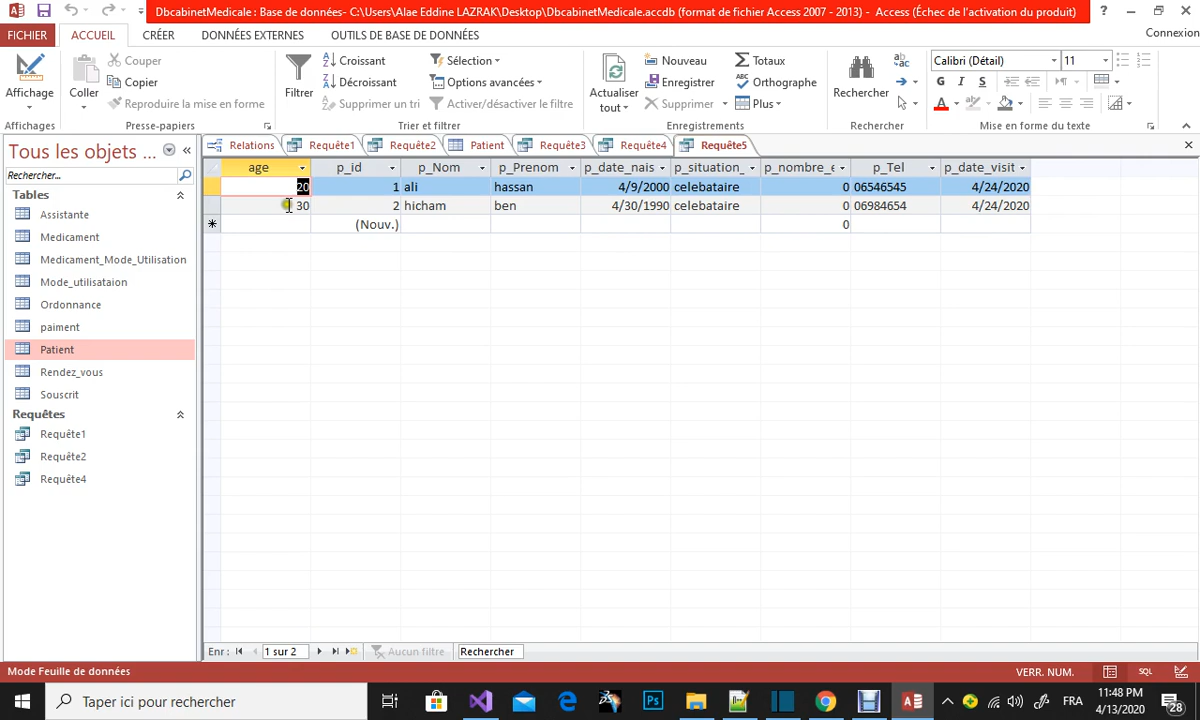 DbcabinetMedicale : Base de données- C:\Users\Alae Eddine LAZRAK\Desktop\DbcabinetMedicale.accdb (format de fichier Access 2007 - 2013) - Access (Échec de l'activation du produit)
?
FICHIER ACCUEIL CRÉER DONNÉES EXTERNES OUTILS DE BASE DE DONNÉES Connexion
Affichage
Affichages
Coller
Couper
Copier
Reproduire la mise en forme
Presse-papiers
Filtrer
Croissant
Décroissant
Supprimer un tri
Sélection
Options avancées
Activer/désactiver le filtre
Trier et filtrer
Actualiser
tout
Nouveau
Enregistrer
Supprimer
Totaux
Orthographe
Plus
Enregistrements
Rechercher
Rechercher
Calibri (Détail) 11
G I S
Mise en forme du texte
Tous les objets ...
Rechercher...
Tables
Assistante
Medicament
Medicament_Mode_Utilisation
Mode_utilisataion
Ordonnance
paiment
Patient
Rendez_vous
Souscrit
Requêtes
Requête1
Requête2
Requête4
Relations Requête1 Requête2 Patient Requête3 Requête4 Requête5
age p_id p_Nom p_Prenom p_date_nais p_situation_ p_nombre_e p_Tel p_date_visit
20 1 ali hassan 4/9/2000 celebataire 0 06546545 4/24/2020
30 2 hicham ben 4/30/1990 celebataire 0 06984654 4/24/2020
(Nouv.) 0
Enr : 1 sur 2 Aucun filtre Rechercher
Mode Feuille de données VERR. NUM. SQL
Taper ici pour rechercher
Ps
FRA
11:48 PM
4/13/2020
28